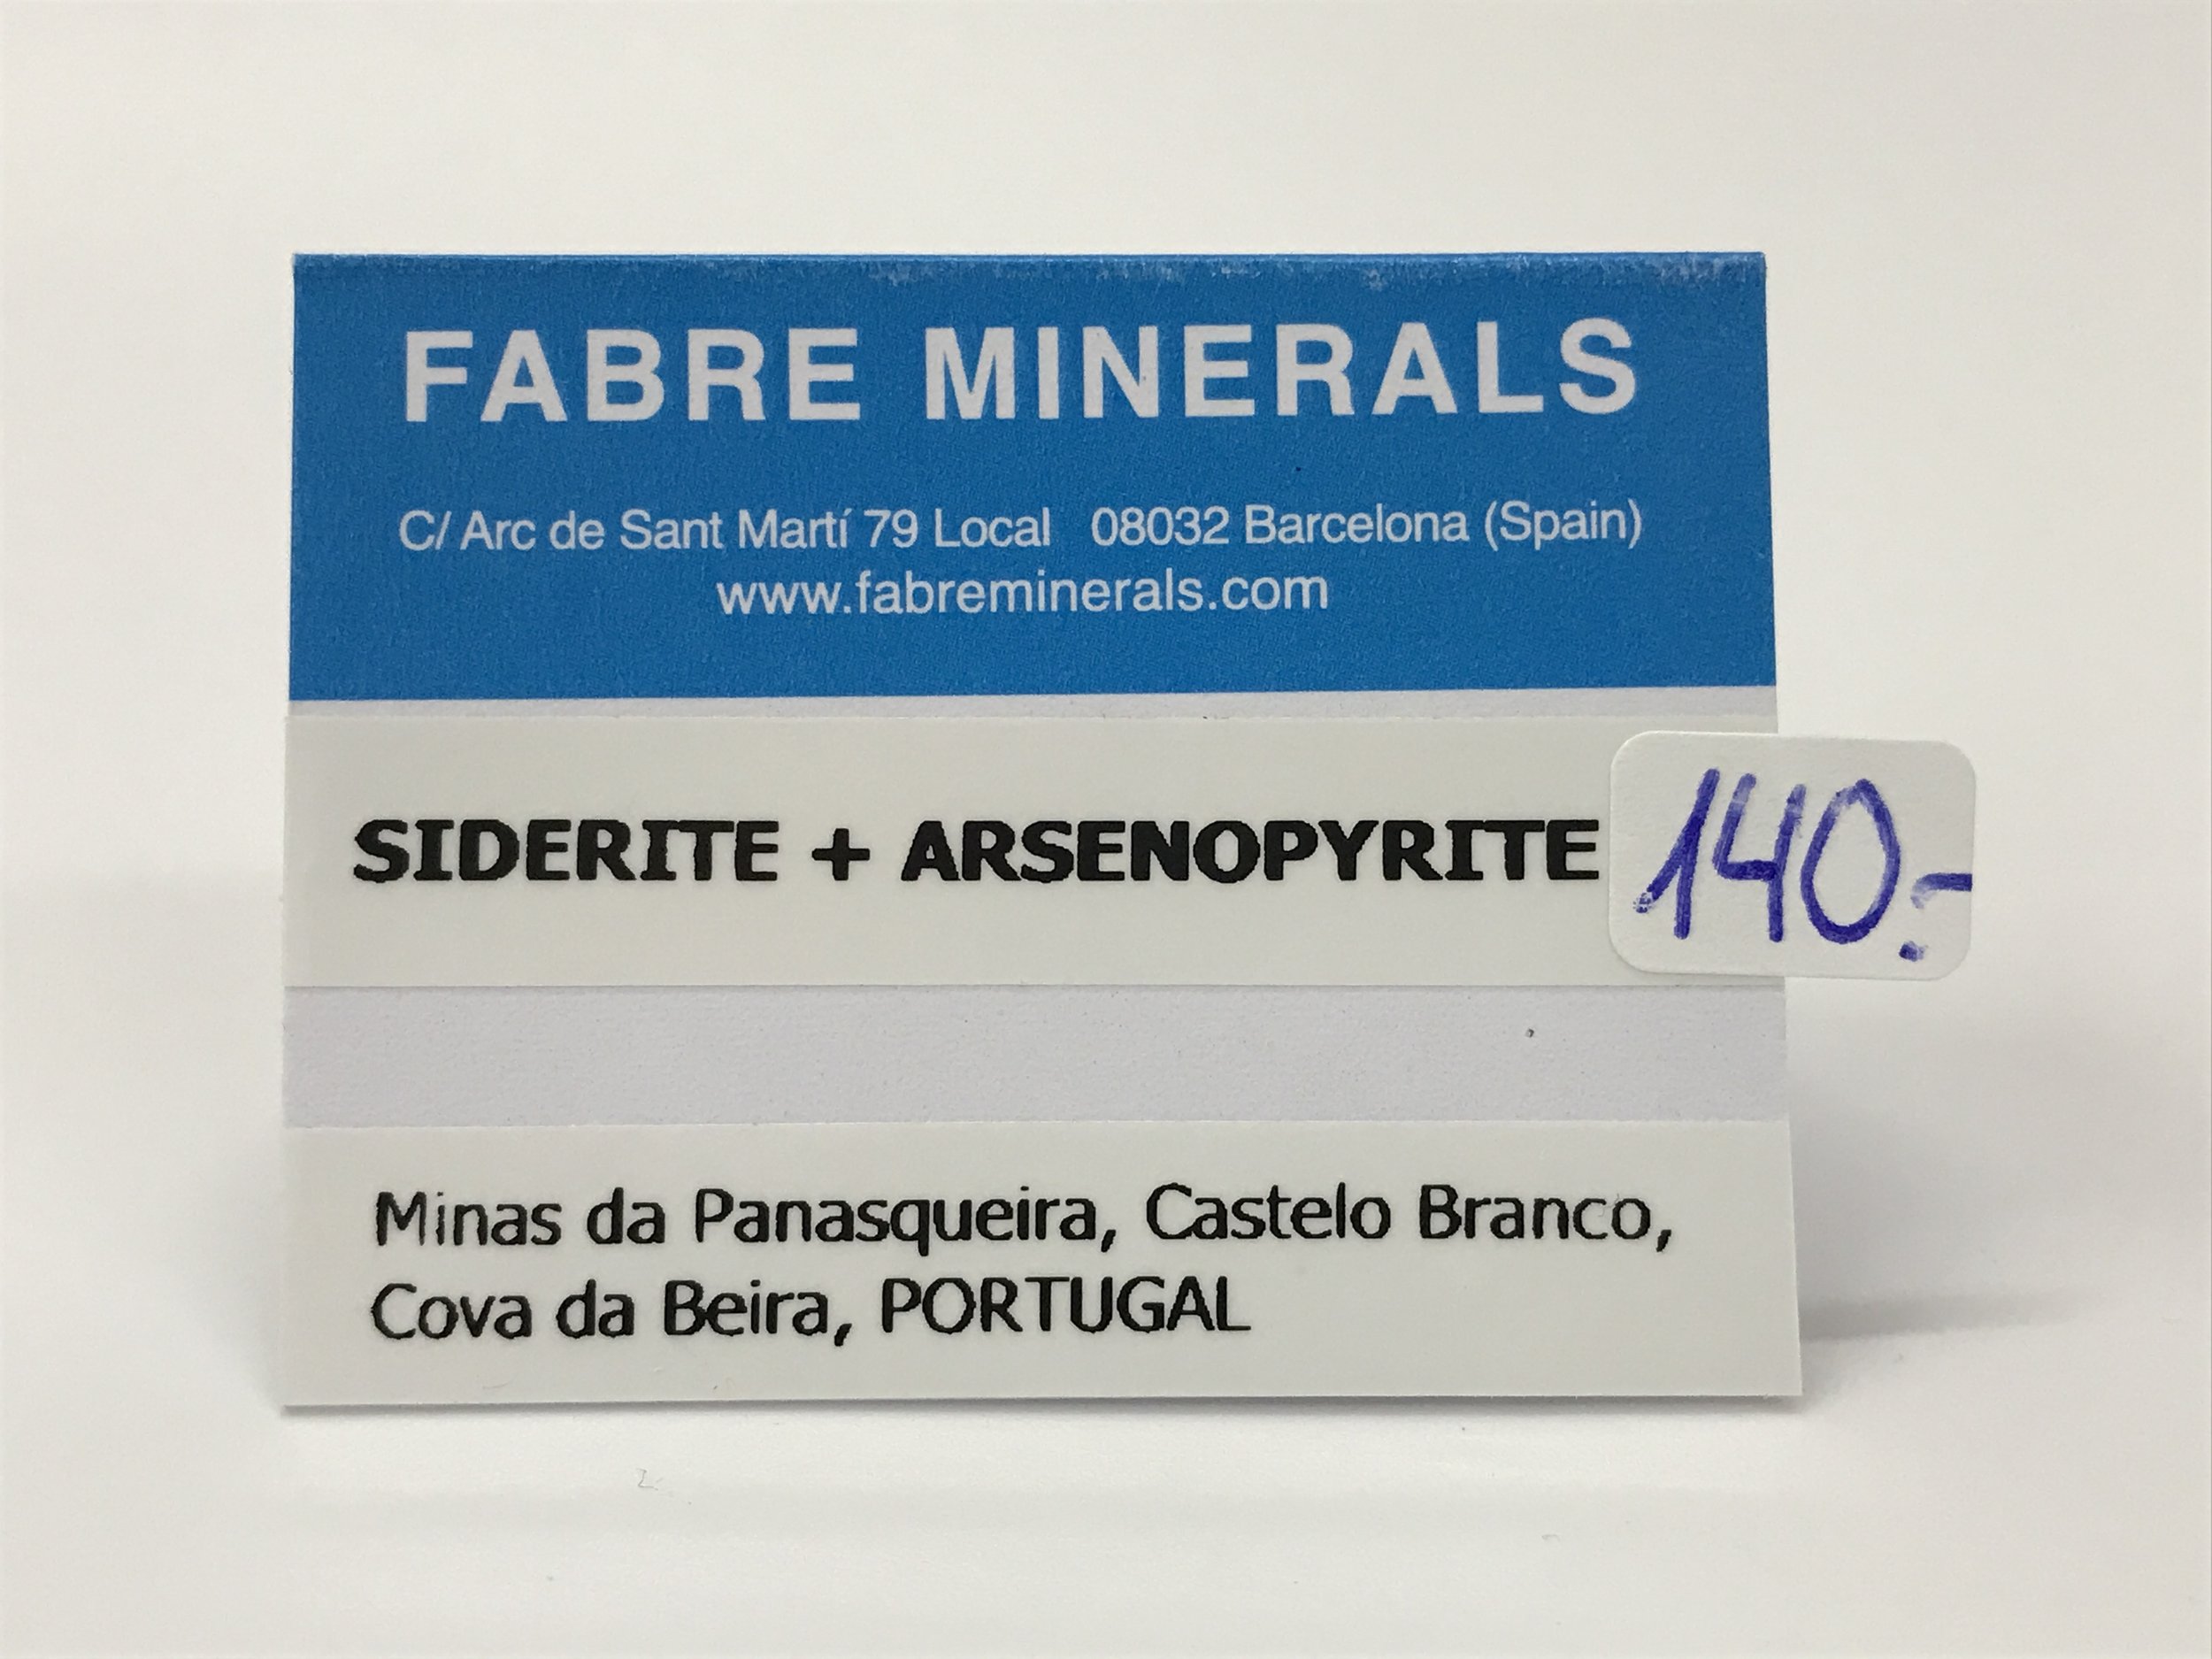 FABRE MINERALS
C/ Arc de Sant Martí 79 Local 08032 Barcelona (Spain)
www.fabreminerals.com
SIDERITE + ARSENOPYRITE
140.-
Minas da Panasqueira, Castelo Branco,
Cova da Beira, PORTUGAL